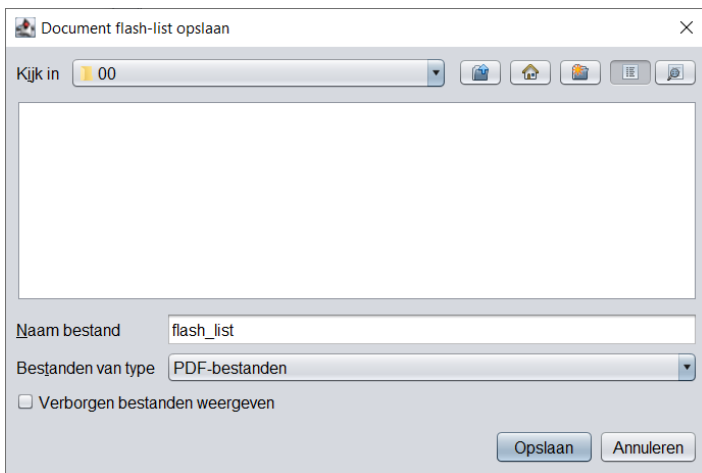 Document flash-list opslaan
Kijk in 00
Naam bestand flash_list
Bestanden van type PDF-bestanden
Verborgen bestanden weergeven
Opslaan Annuleren